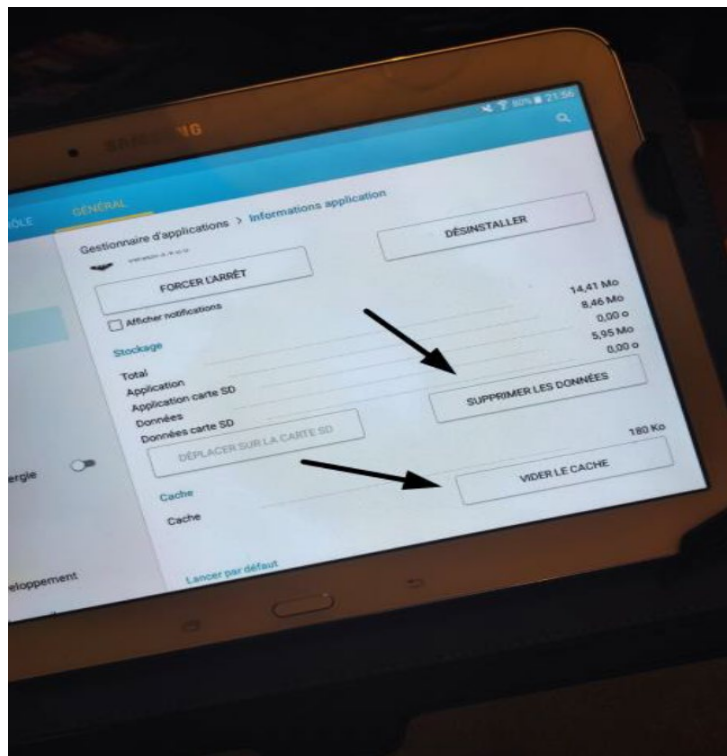 SAMSUNG
80% 21:56
RÔLE
GÉNÉRAL
Gestionnaire d'applications > Informations application
FORCER L'ARRÊT
DÉSINSTALLER
Afficher notifications
Stockage
Total 14,41 Mo
Application 8,46 Mo
Application carte SD 0,00 o
Données 5,95 Mo
Données carte SD 0,00 o
DÉPLACER SUR LA CARTE SD
SUPPRIMER LES DONNÉES
ergie
Cache
Cache 180 Ko
VIDER LE CACHE
eloppement
Lancer par défaut